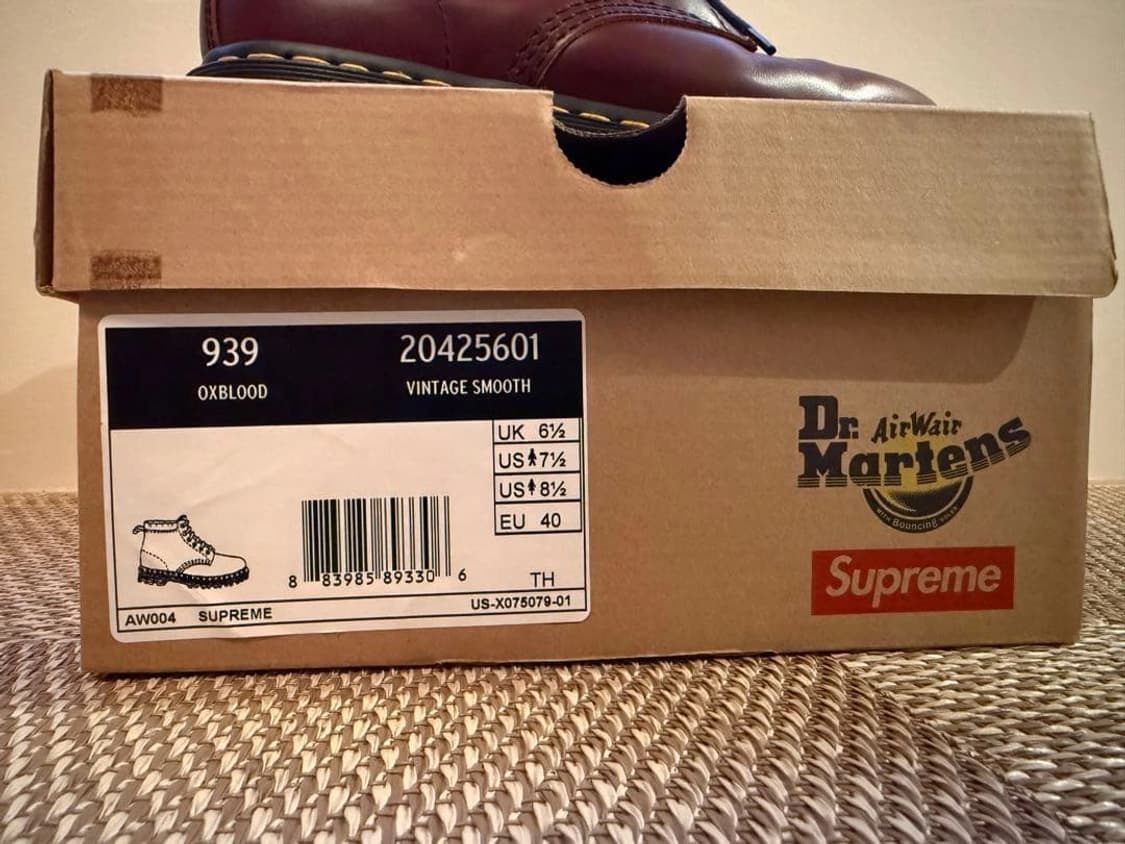 939
20425601
OXBLOOD
VINTAGE SMOOTH
UK 6½
US 7½
US 8½
EU 40
8 83985 89330 6
TH
AW004 SUPREME
US-X075079-01
Dr. AirWair
Martens
WITH Bouncing SOLES
Supreme